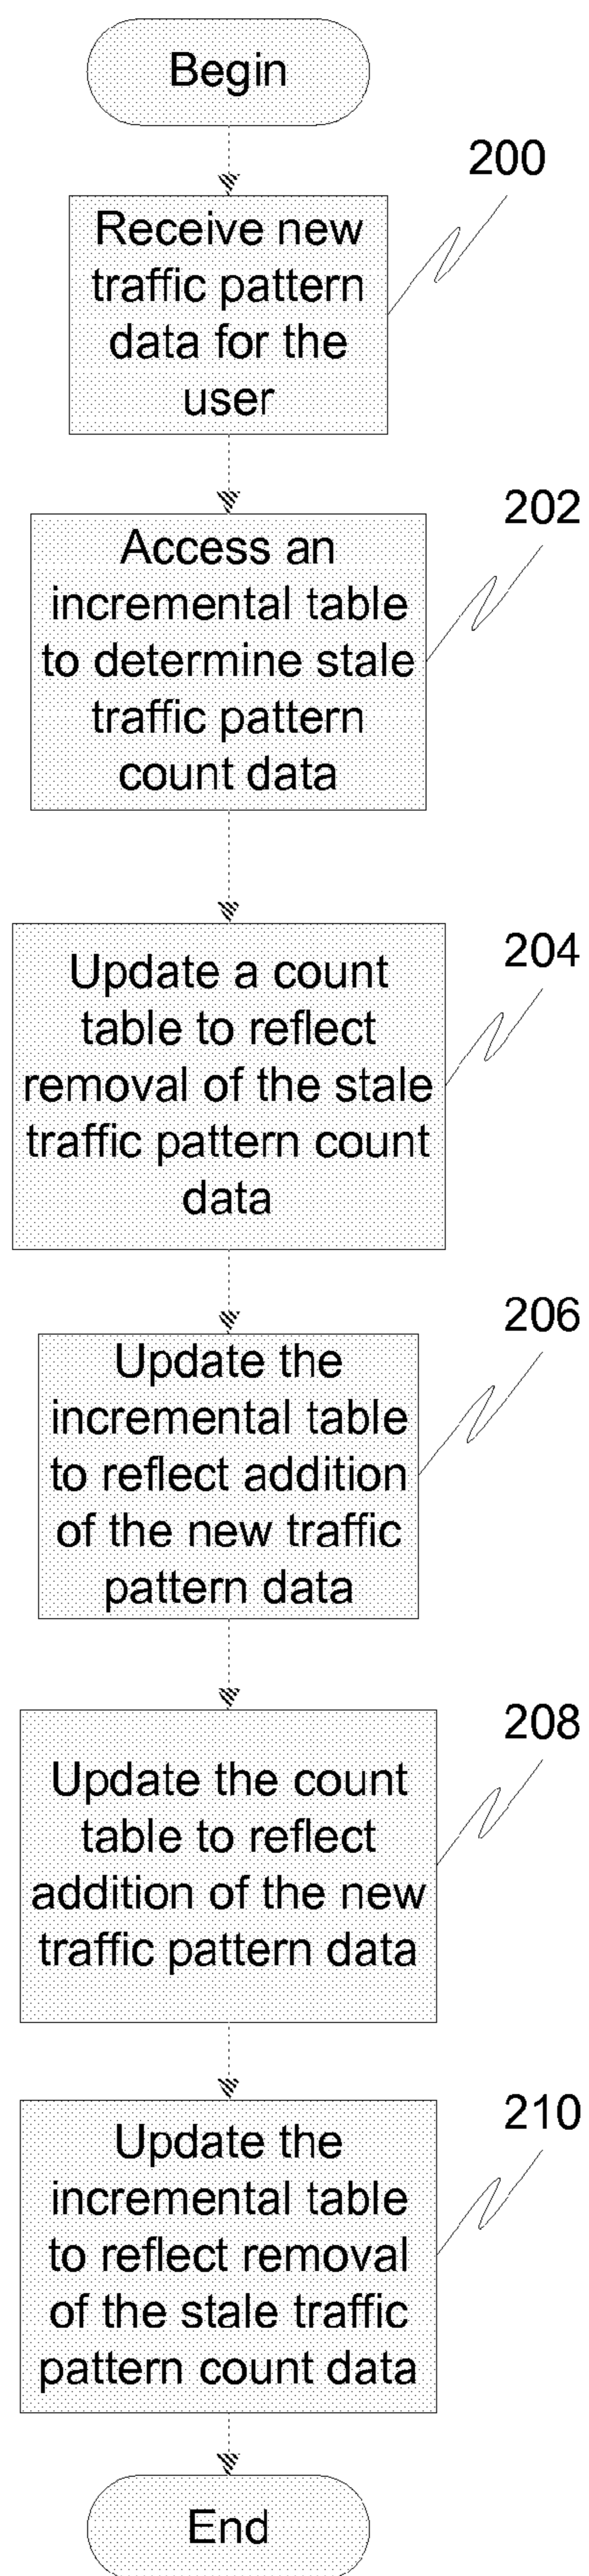 Begin
200
Receive new
traffic pattern
data for the
user
202
Access an
incremental table
to determine stale
traffic pattern
count data
204
Update a count
table to reflect
removal of the stale
traffic pattern count
data
206
Update the
incremental table
to reflect addition
of the new traffic
pattern data
208
Update the count
table to reflect
addition of the new
traffic pattern data
210
Update the
incremental table
to reflect removal
of the stale traffic
pattern count data
End